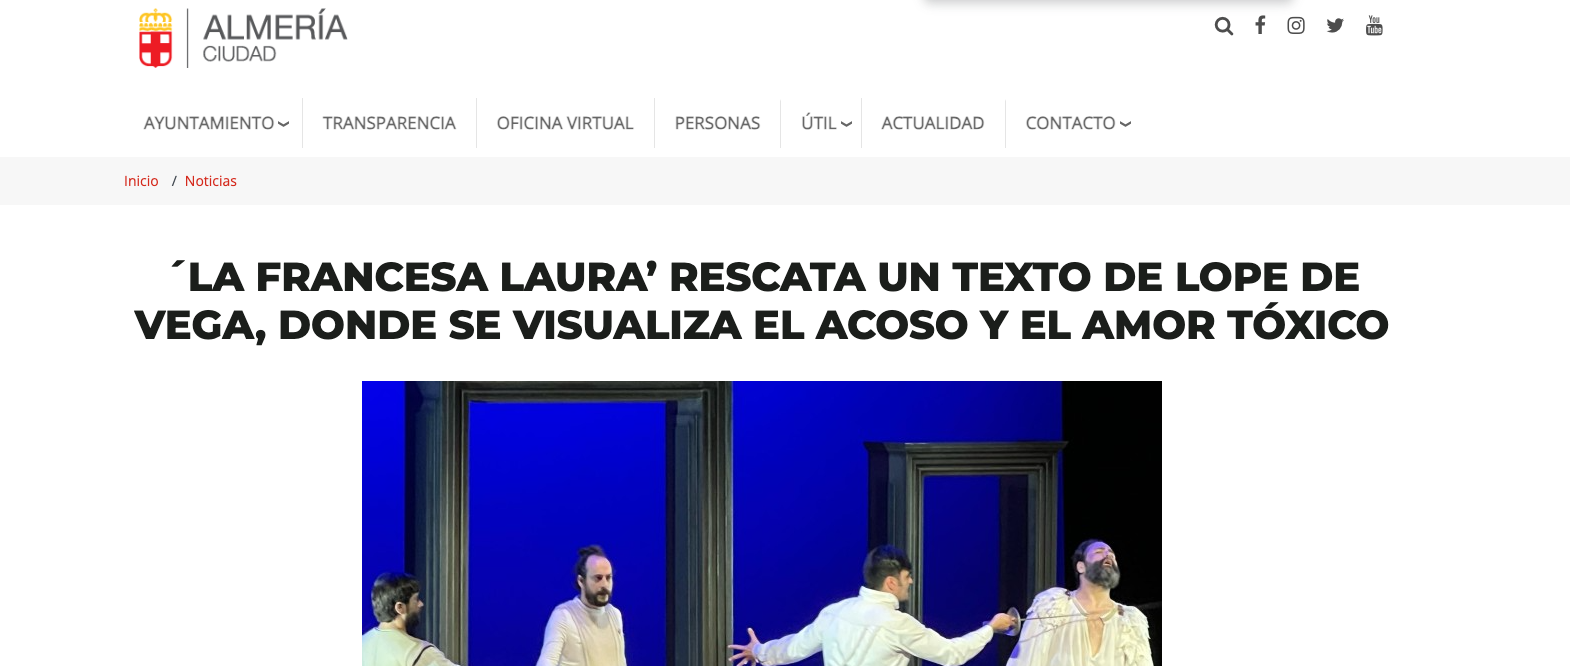 ALMERÍA
CIUDAD
You
Tube
AYUNTAMIENTO
TRANSPARENCIA
OFICINA VIRTUAL
PERSONAS
ÚTIL
ACTUALIDAD
CONTACTO
Inicio / Noticias
´LA FRANCESA LAURA’ RESCATA UN TEXTO DE LOPE DE
VEGA, DONDE SE VISUALIZA EL ACOSO Y EL AMOR TÓXICO